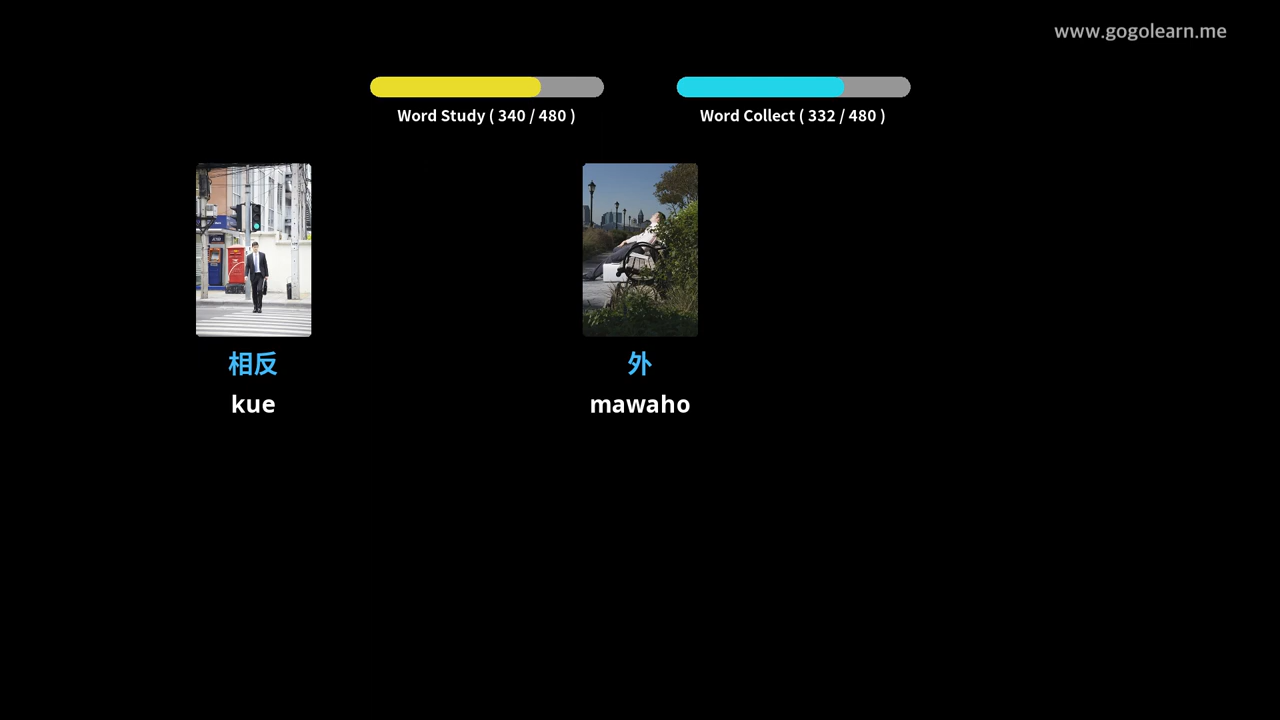 www.gogolearn.me
Word Study ( 340 / 480 )
Word Collect ( 332 / 480 )
相反
kue
外
mawaho